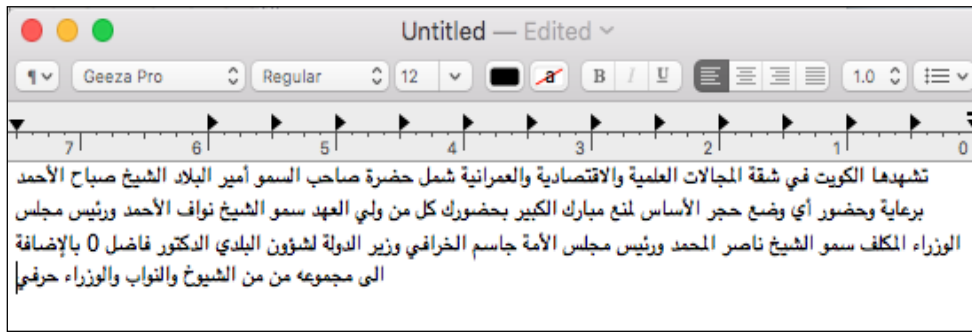 Untitled — Edited
¶ Geeza Pro Regular 12 a B I U 1.0
7 6 5 4 3 2 1 0
تشهدها الكويت في شقة المجالات العلمية والاقتصادية والعمرانية شمل حضرة صاحب السمو أمير البلاد الشيخ صباح الأحمد
برعاية وحضور أي وضع حجر الأساس لمنع مبارك الكبير بحضورك كل من ولي العهد سمو الشيخ نواف الأحمد ورئيس مجلس
الوزراء المكلف سمو الشيخ ناصر المحمد ورئيس مجلس الأمة جاسم الخرافي وزير الدولة لشؤون البلدي الدكتور فاضل 0 بالإضافة
الى مجموعه من من الشيوخ والنواب والوزراء حرفي